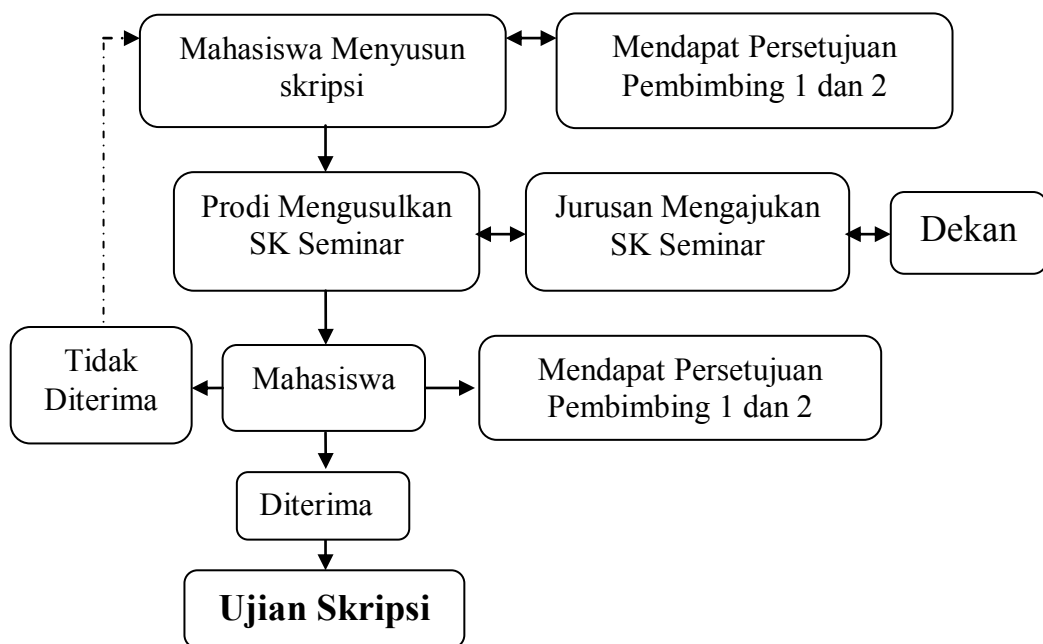 Mahasiswa Menyusun
skripsi
Mendapat Persetujuan
Pembimbing 1 dan 2
Prodi Mengusulkan
SK Seminar
Jurusan Mengajukan
SK Seminar
Dekan
Tidak
Diterima
Mahasiswa
Mendapat Persetujuan
Pembimbing 1 dan 2
Diterima
Ujian Skripsi